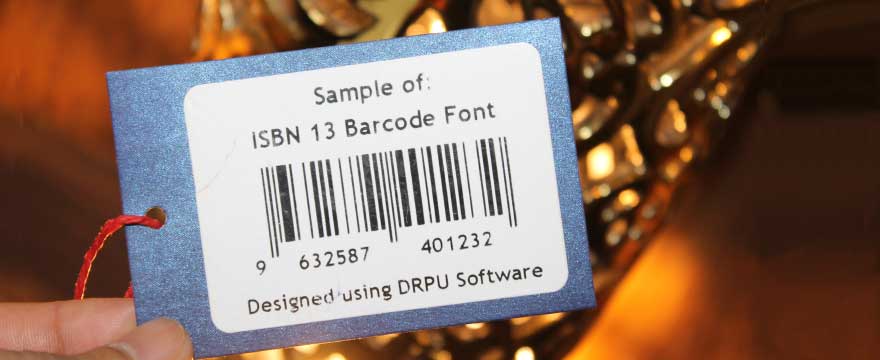 Sample of:
ISBN 13 Barcode Font
9 632587 401232
Designed using DRPU Software